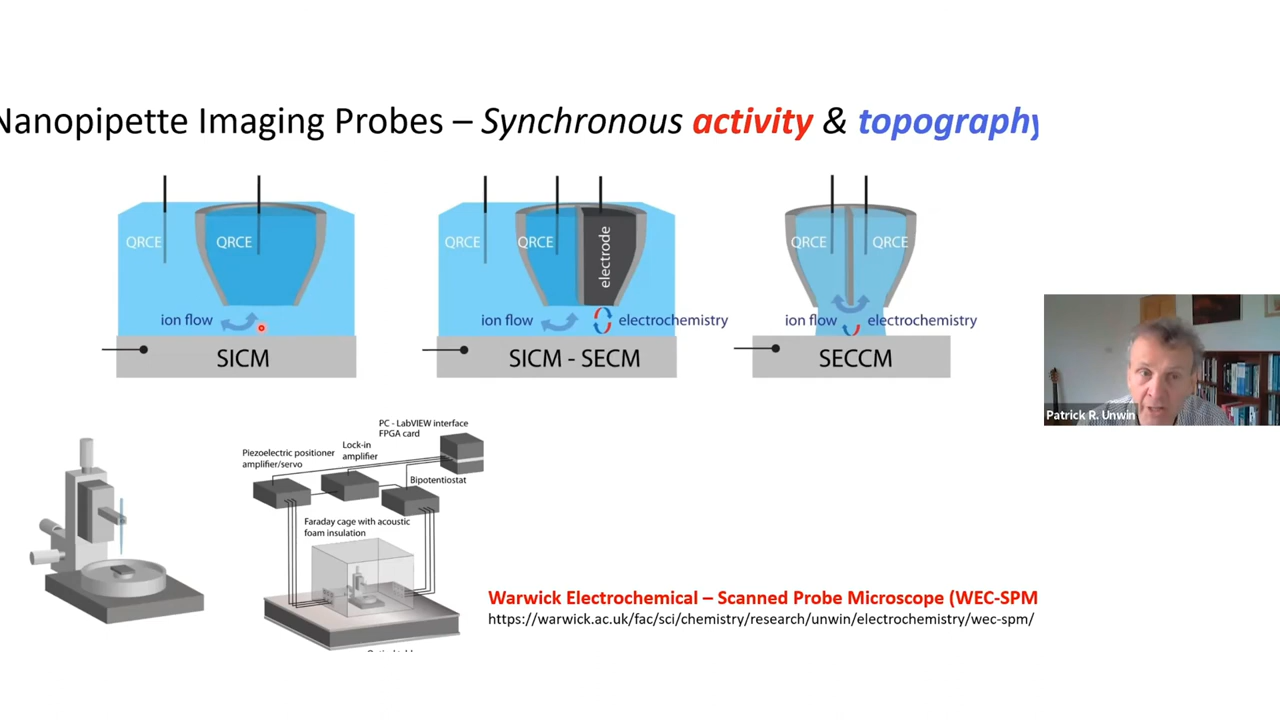 Nanopipette Imaging Probes – Synchronous activity & topography
QRCE
QRCE
ion flow
SICM
QRCE
QRCE
electrode
ion flow
electrochemistry
SICM - SECM
QRCE
QRCE
ion flow
electrochemistry
SECCM
Patrick R. Unwin
PC - LabVIEW interface
FPGA card
Lock-in
amplifier
Piezoelectric positioner
amplifier/servo
Bipotentiostat
Faraday cage with acoustic
foam insulation
Warwick Electrochemical – Scanned Probe Microscope (WEC-SPM
https://warwick.ac.uk/fac/sci/chemistry/research/unwin/electrochemistry/wec-spm/